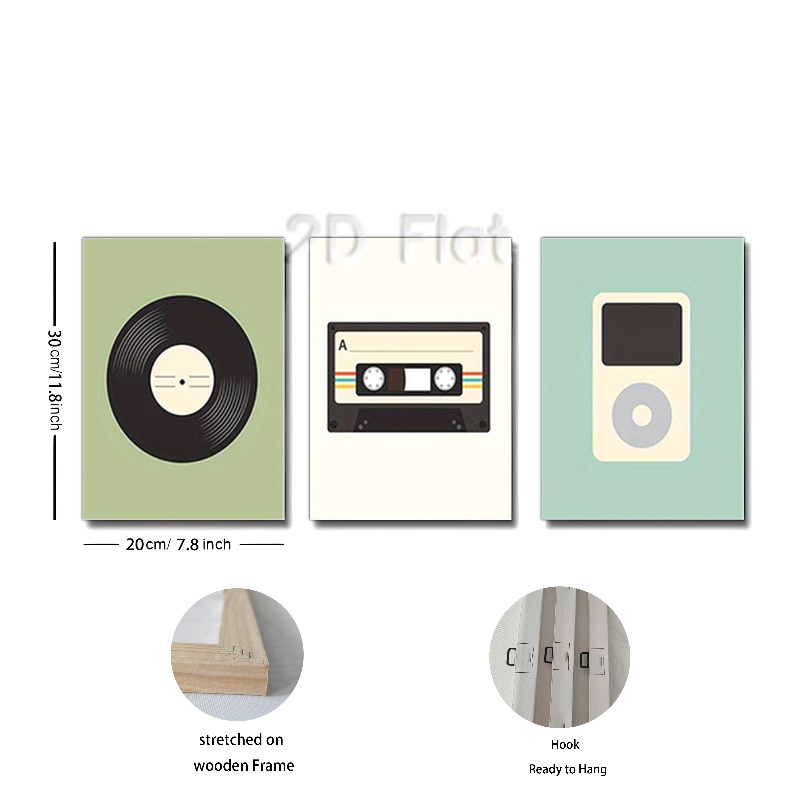 2D Flat
30cm/11.8inch
A
20cm/ 7.8 inch
stretched on
wooden Frame
Hook
Ready to Hang